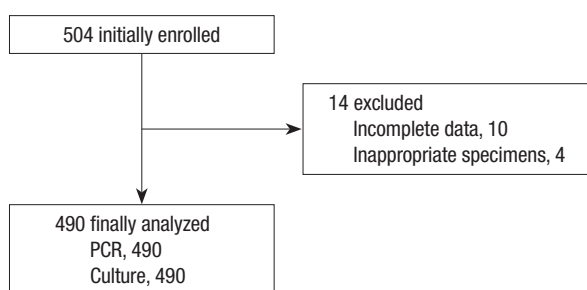 504 initially enrolled
14 excluded
Incomplete data, 10
Inappropriate specimens, 4
490 finally analyzed
PCR, 490
Culture, 490